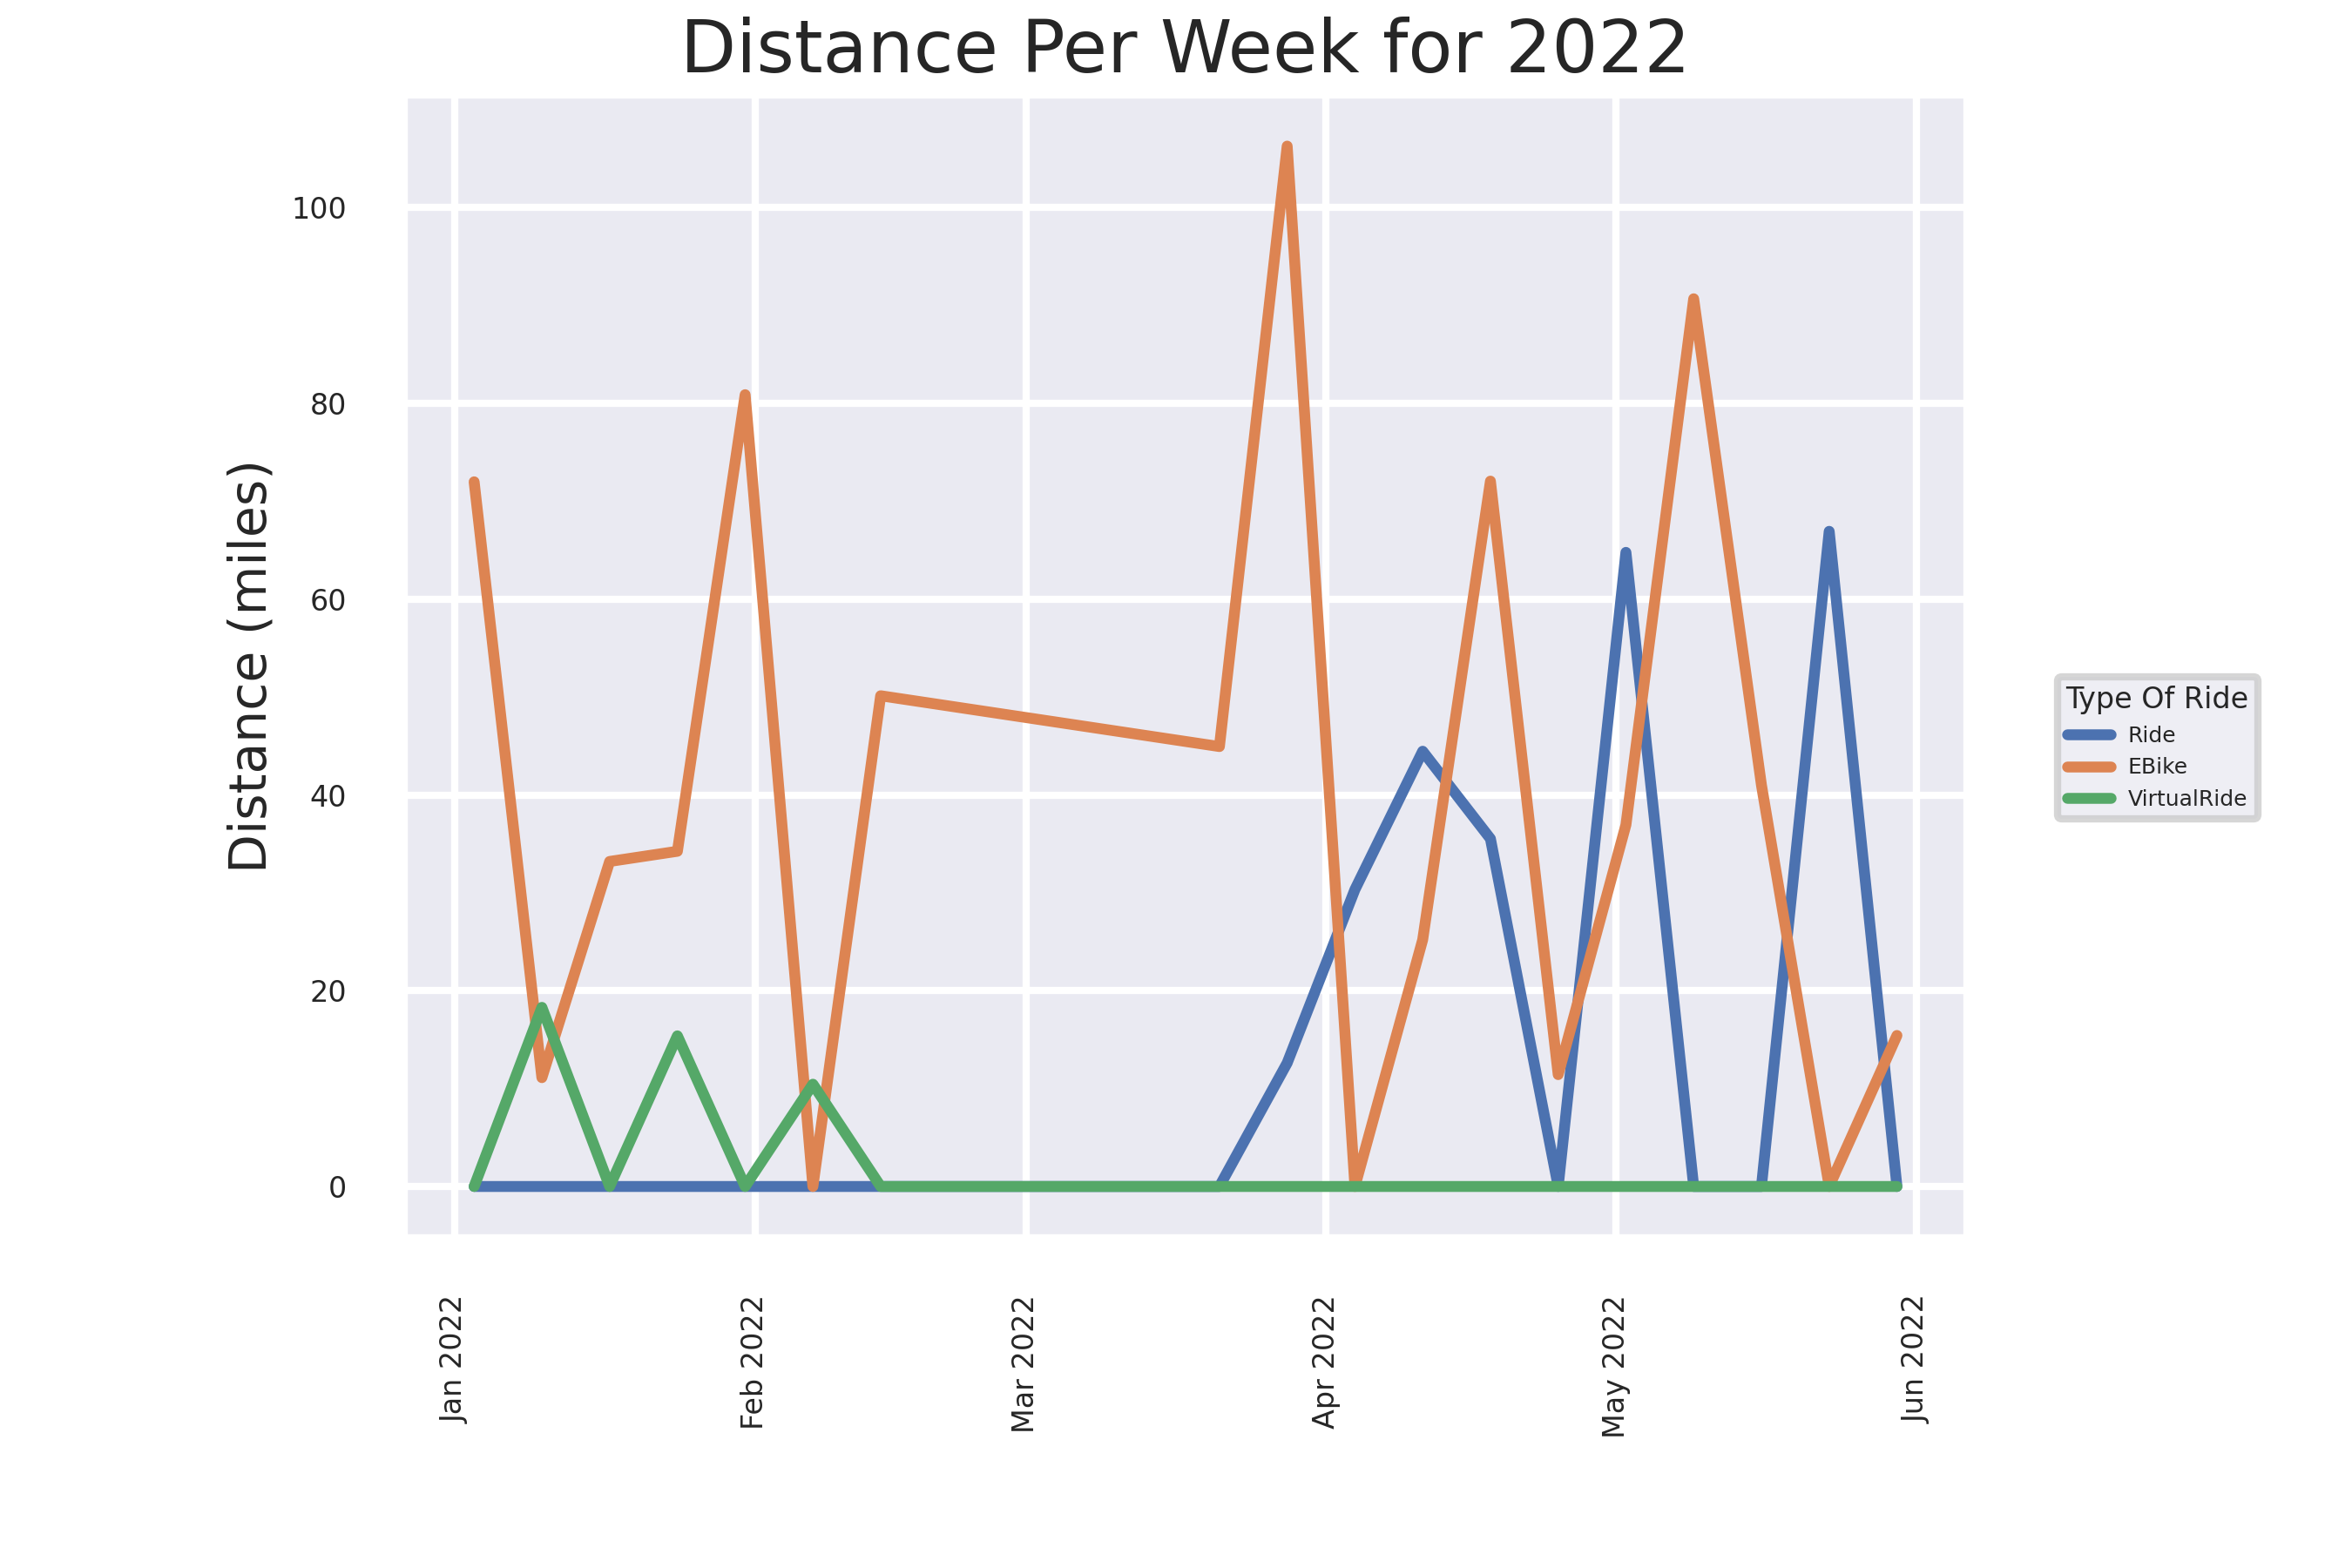 Distance Per Week for 2022
Distance (miles)
100
80
60
40
20
0
Jan 2022
Feb 2022
Mar 2022
Apr 2022
May 2022
Jun 2022
Type Of Ride
Ride
EBike
VirtualRide